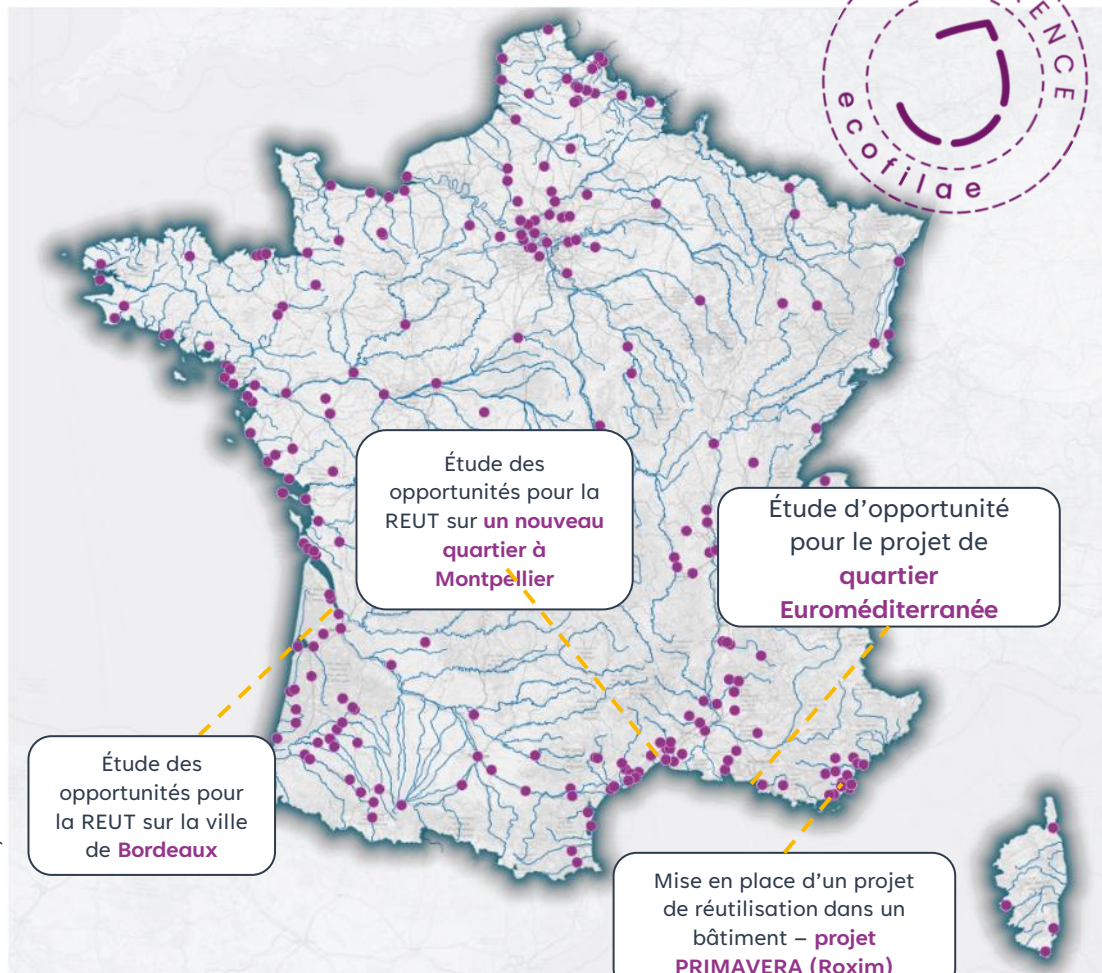 ENCE
ecofilae
Étude des
opportunités pour la
REUT sur un nouveau
quartier à
Montpellier
Étude d’opportunité
pour le projet de
quartier
Euroméditerranée
Étude des
opportunités pour
la REUT sur la ville
de Bordeaux
Mise en place d’un projet
de réutilisation dans un
bâtiment – projet
PRIMAVERA (Roxim)